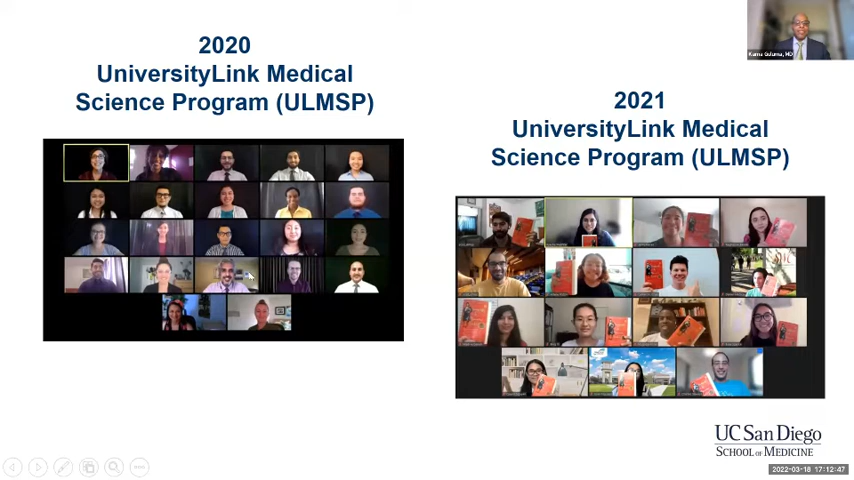 2020
UniversityLink Medical
Science Program (ULMSP)
2021
UniversityLink Medical
Science Program (ULMSP)
UC San Diego
SCHOOL OF MEDICINE
2022-03-18 17:12:47